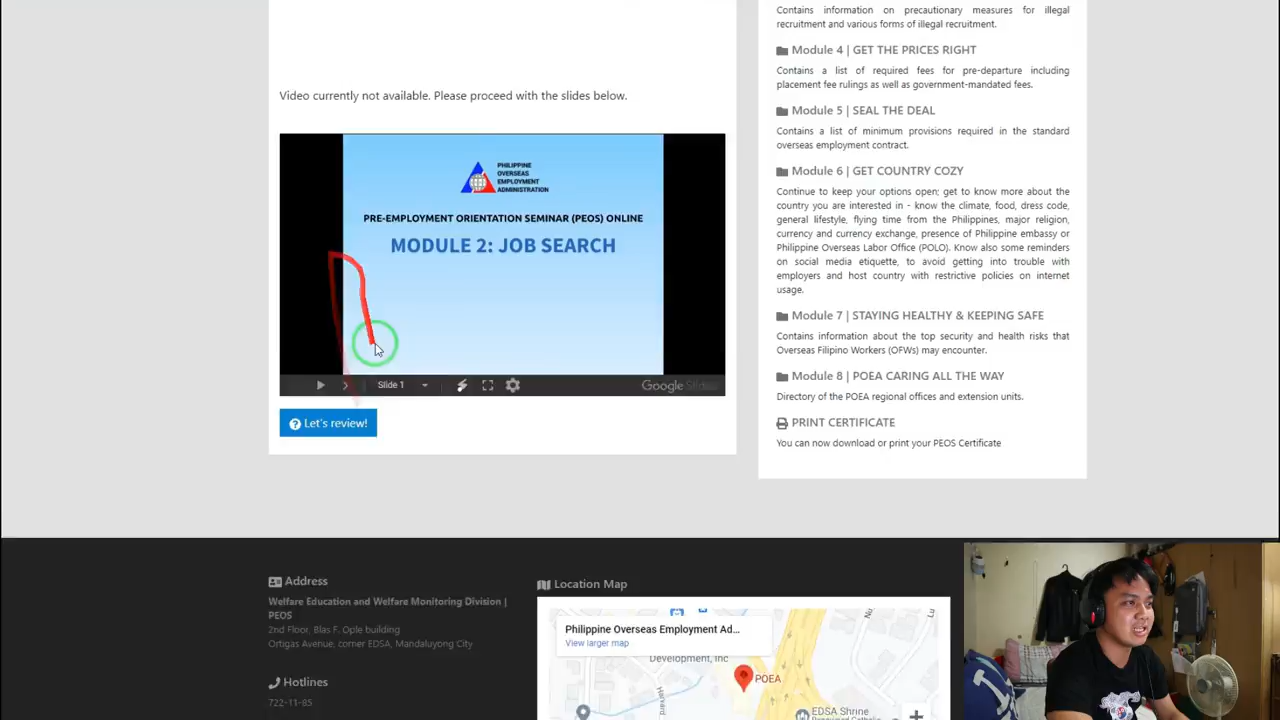 Contains information on precautionary measures for illegal
recruitment and various forms of illegal recruitment.
Module 4 | GET THE PRICES RIGHT
Contains a list of required fees for pre-departure including
placement fee rulings as well as government-mandated fees.
Module 5 | SEAL THE DEAL
Contains a list of minimum provisions required in the standard
overseas employment contract.
Module 6 | GET COUNTRY COZY
Continue to keep your options open; get to know more about the
country you are interested in - know the climate, food, dress code,
general lifestyle, flying time from the Philippines, major religion,
currency and currency exchange, presence of Philippine embassy or
Philippine Overseas Labor Office (POLO). Know also some reminders
on social media etiquette, to avoid getting into trouble with
employers and host country with restrictive policies on internet
usage.
Module 7 | STAYING HEALTHY & KEEPING SAFE
Contains information about the top security and health risks that
Overseas Filipino Workers (OFWs) may encounter.
Module 8 | POEA CARING ALL THE WAY
Directory of the POEA regional offices and extension units.
PRINT CERTIFICATE
You can now download or print your PEOS Certificate
Video currently not available. Please proceed with the slides below.
PHILIPPINE
OVERSEAS
EMPLOYMENT
ADMINISTRATION
PRE-EMPLOYMENT ORIENTATION SEMINAR (PEOS) ONLINE
MODULE 2: JOB SEARCH
Slide 1
Google Slides
Let's review!
Address
Welfare Education and Welfare Monitoring Division |
PEOS
2nd Floor, Blas F. Ople building
Ortigas Avenue, corner EDSA, Mandaluyong City
Hotlines
722-11-85
Location Map
Philippine Overseas Employment Ad...
View larger map
Development, Inc
POEA
EDSA Shrine